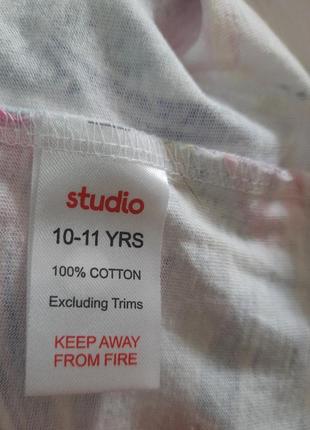 studio
10-11 YRS
100% COTTON
Excluding Trims
KEEP AWAY
FROM FIRE